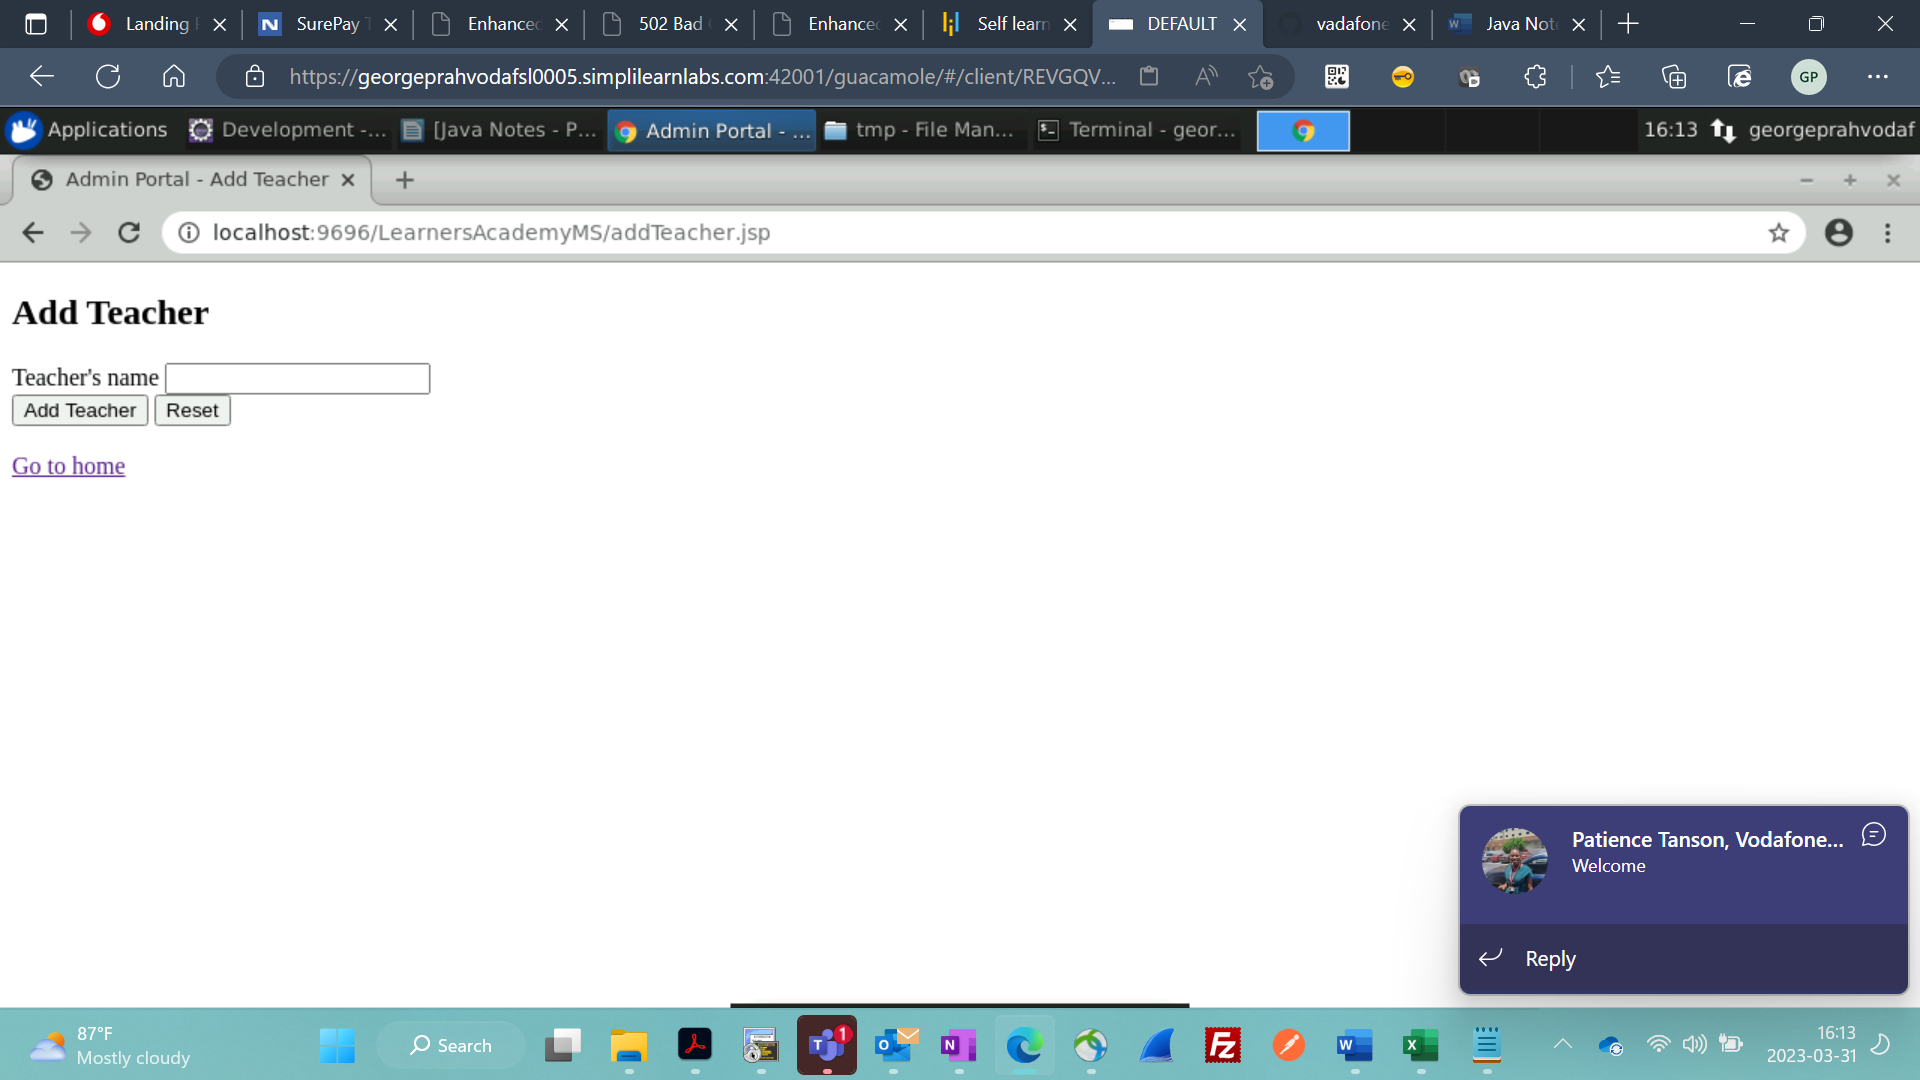 Landing
SurePay T
Enhanced
502 Bad
Enhanced
Self learn
DEFAULT
vadafone
Java Not
https://georgeprahvodafsl0005.simplilearnlabs.com:42001/guacamole/#/client/REVGQV...
GP
Applications
Development -...
[Java Notes - P...
Admin Portal - ...
tmp - File Man...
Terminal - geor...
16:13
georgeprahvodaf
Admin Portal - Add Teacher
localhost:9696/LearnersAcademyMS/addTeacher.jsp
Add Teacher
Teacher's name
Add Teacher
Reset
Go to home
Patience Tanson, Vodafone...
Welcome
Reply
87°F
Mostly cloudy
Search
1
16:13
2023-03-31